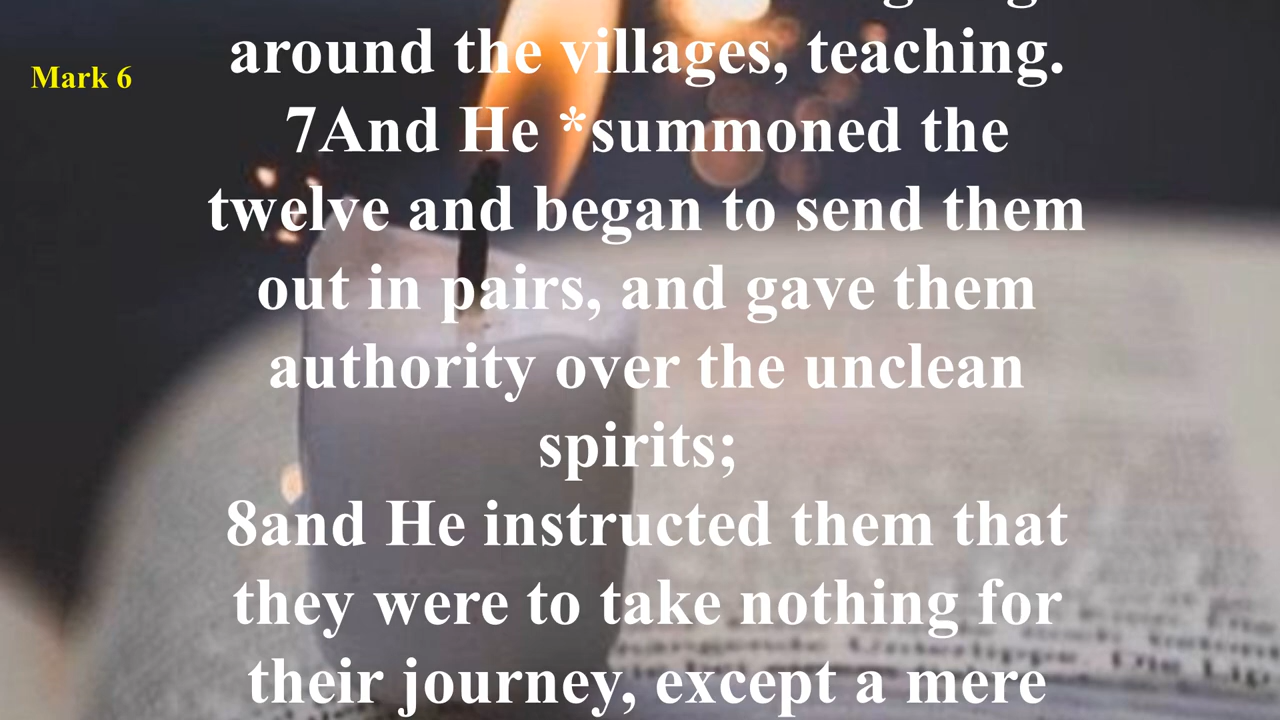 Mark 6
around the villages, teaching.
7And He *summoned the
twelve and began to send them
out in pairs, and gave them
authority over the unclean
spirits;
8and He instructed them that
they were to take nothing for
their journey, except a mere